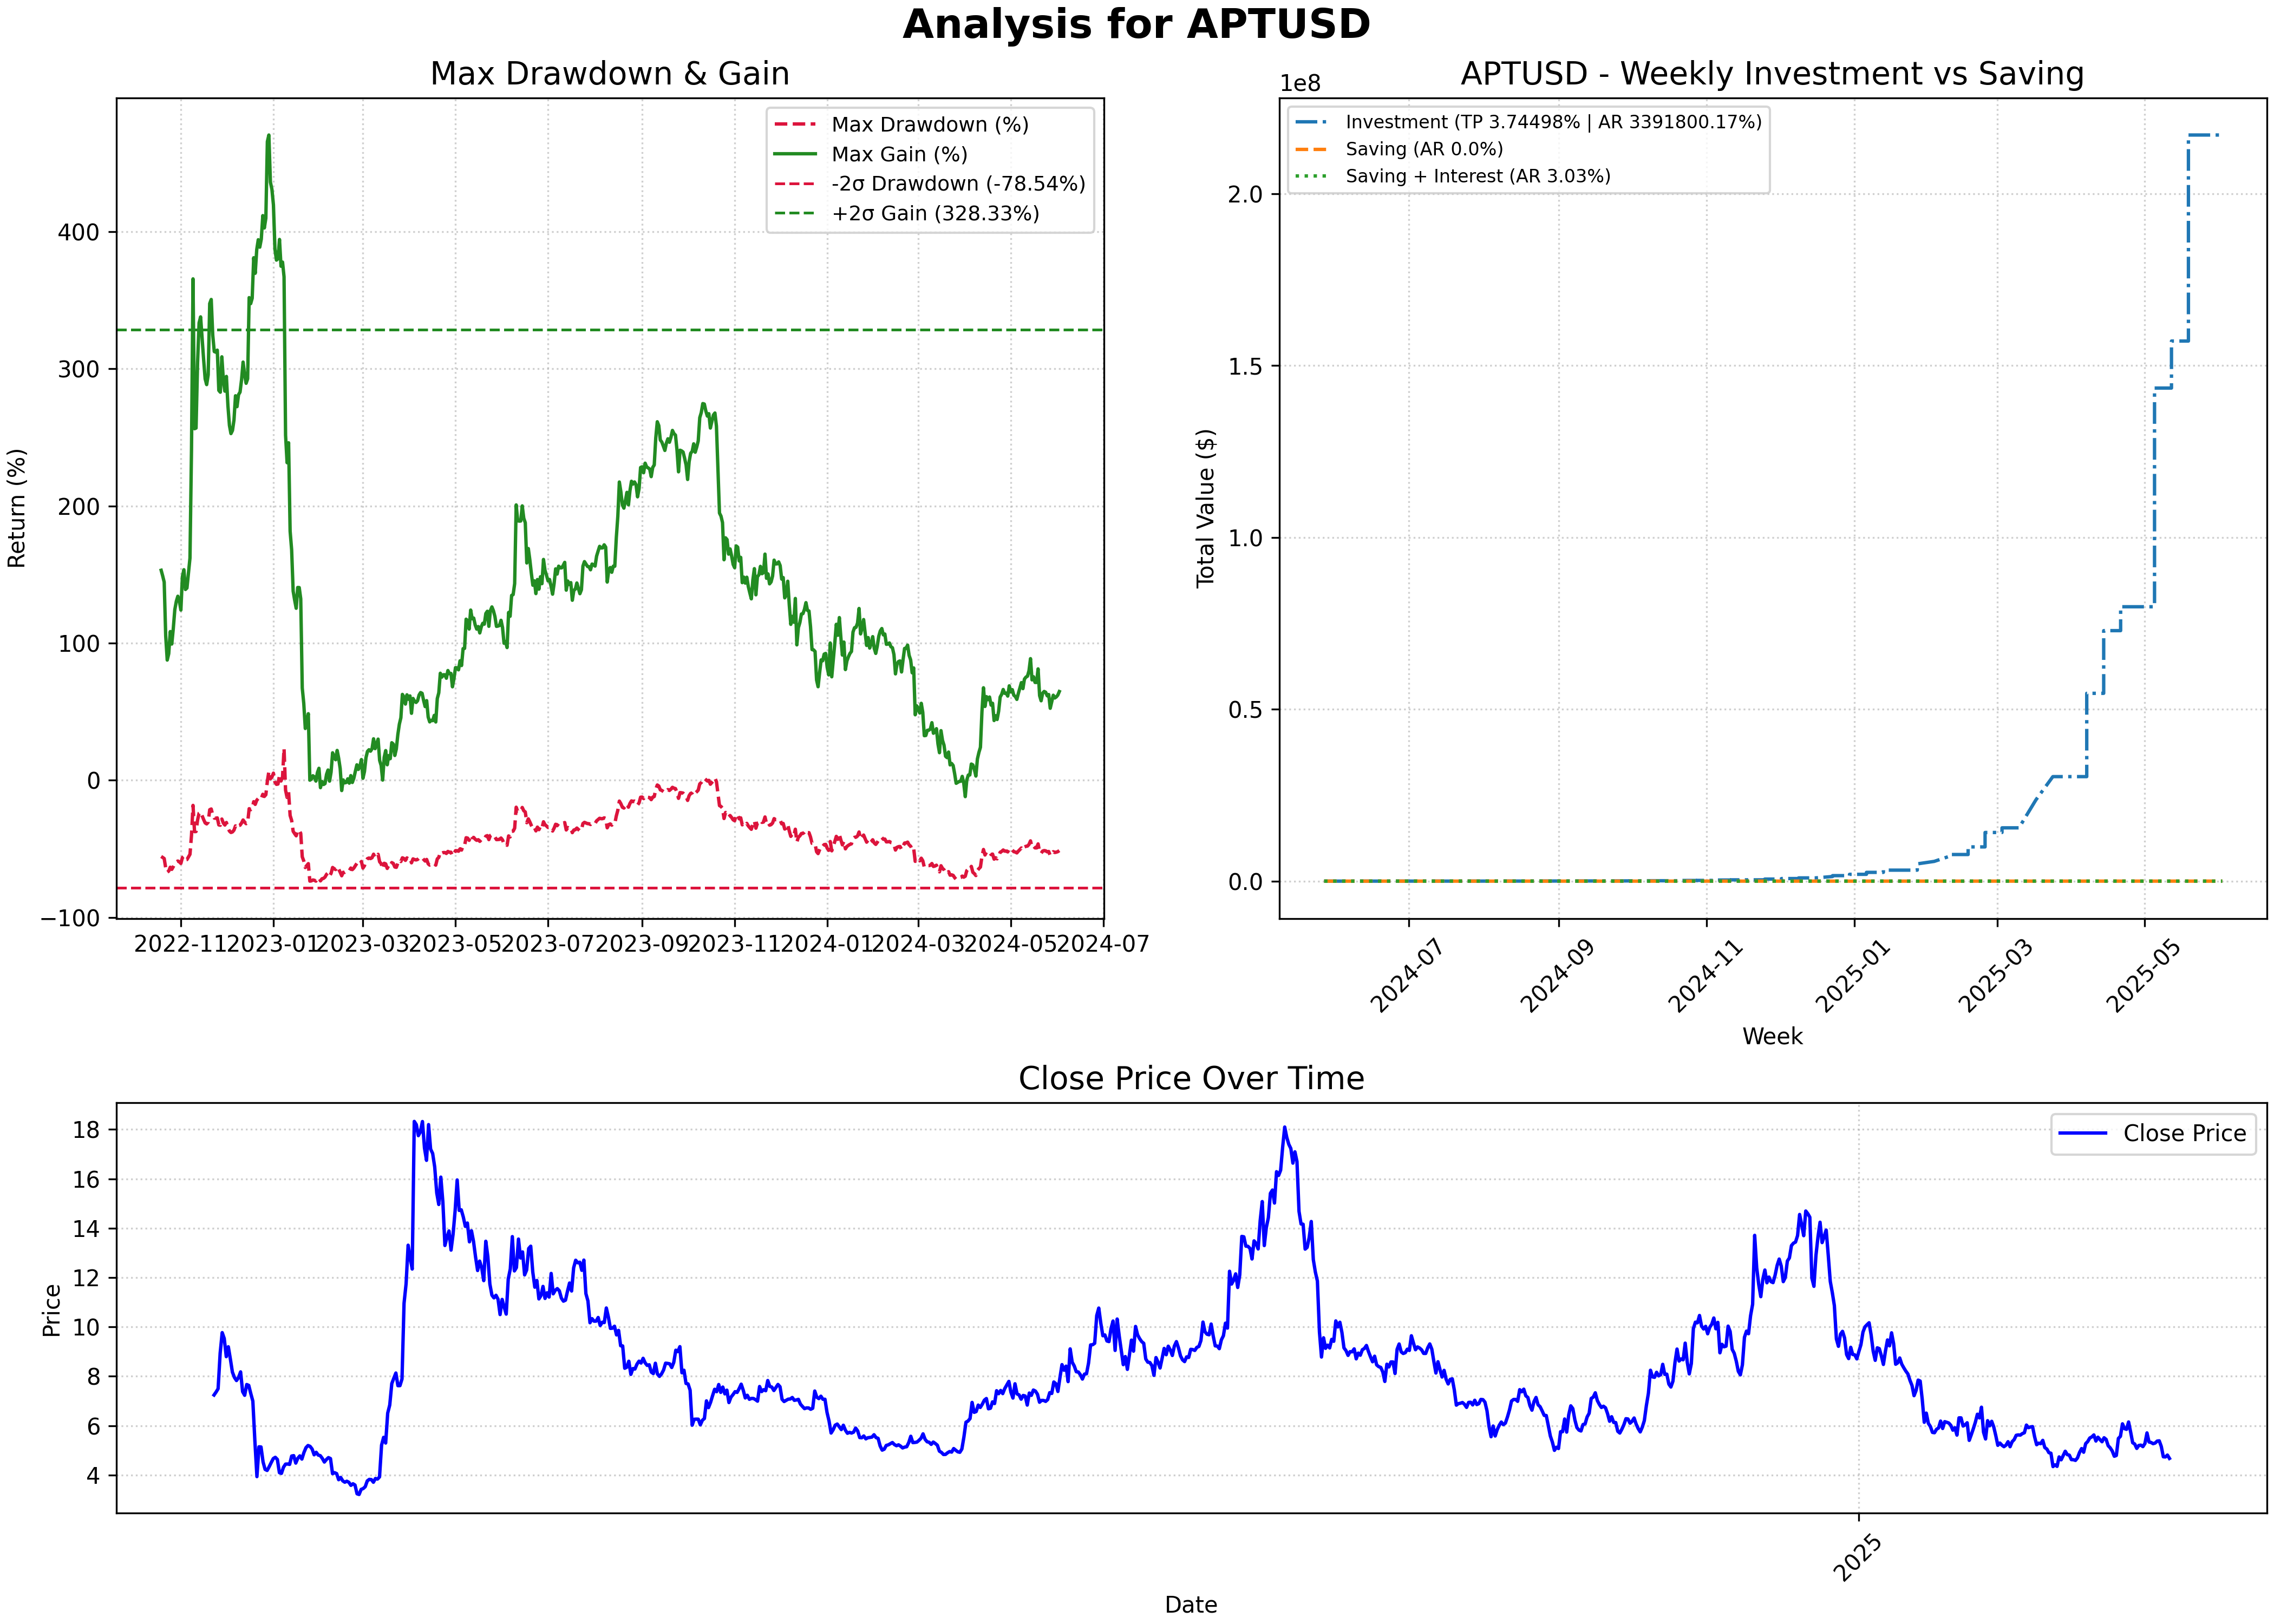 Analysis for APTUSD
Max Drawdown & Gain
Max Drawdown (%)
Max Gain (%)
-2σ Drawdown (-78.54%)
+2σ Gain (328.33%)
Return (%)
400
300
200
100
0
−100
2022-11
2023-01
2023-03
2023-05
2023-07
2023-09
2023-11
2024-01
2024-03
2024-05
2024-07
APTUSD - Weekly Investment vs Saving
1e8
Investment (TP 3.74498% | AR 3391800.17%)
Saving (AR 0.0%)
Saving + Interest (AR 3.03%)
Total Value ($)
2.0
1.5
1.0
0.5
0.0
2024-07
2024-09
2024-11
2025-01
2025-03
2025-05
Week
Close Price Over Time
Close Price
Price
18
16
14
12
10
8
6
4
2025
Date